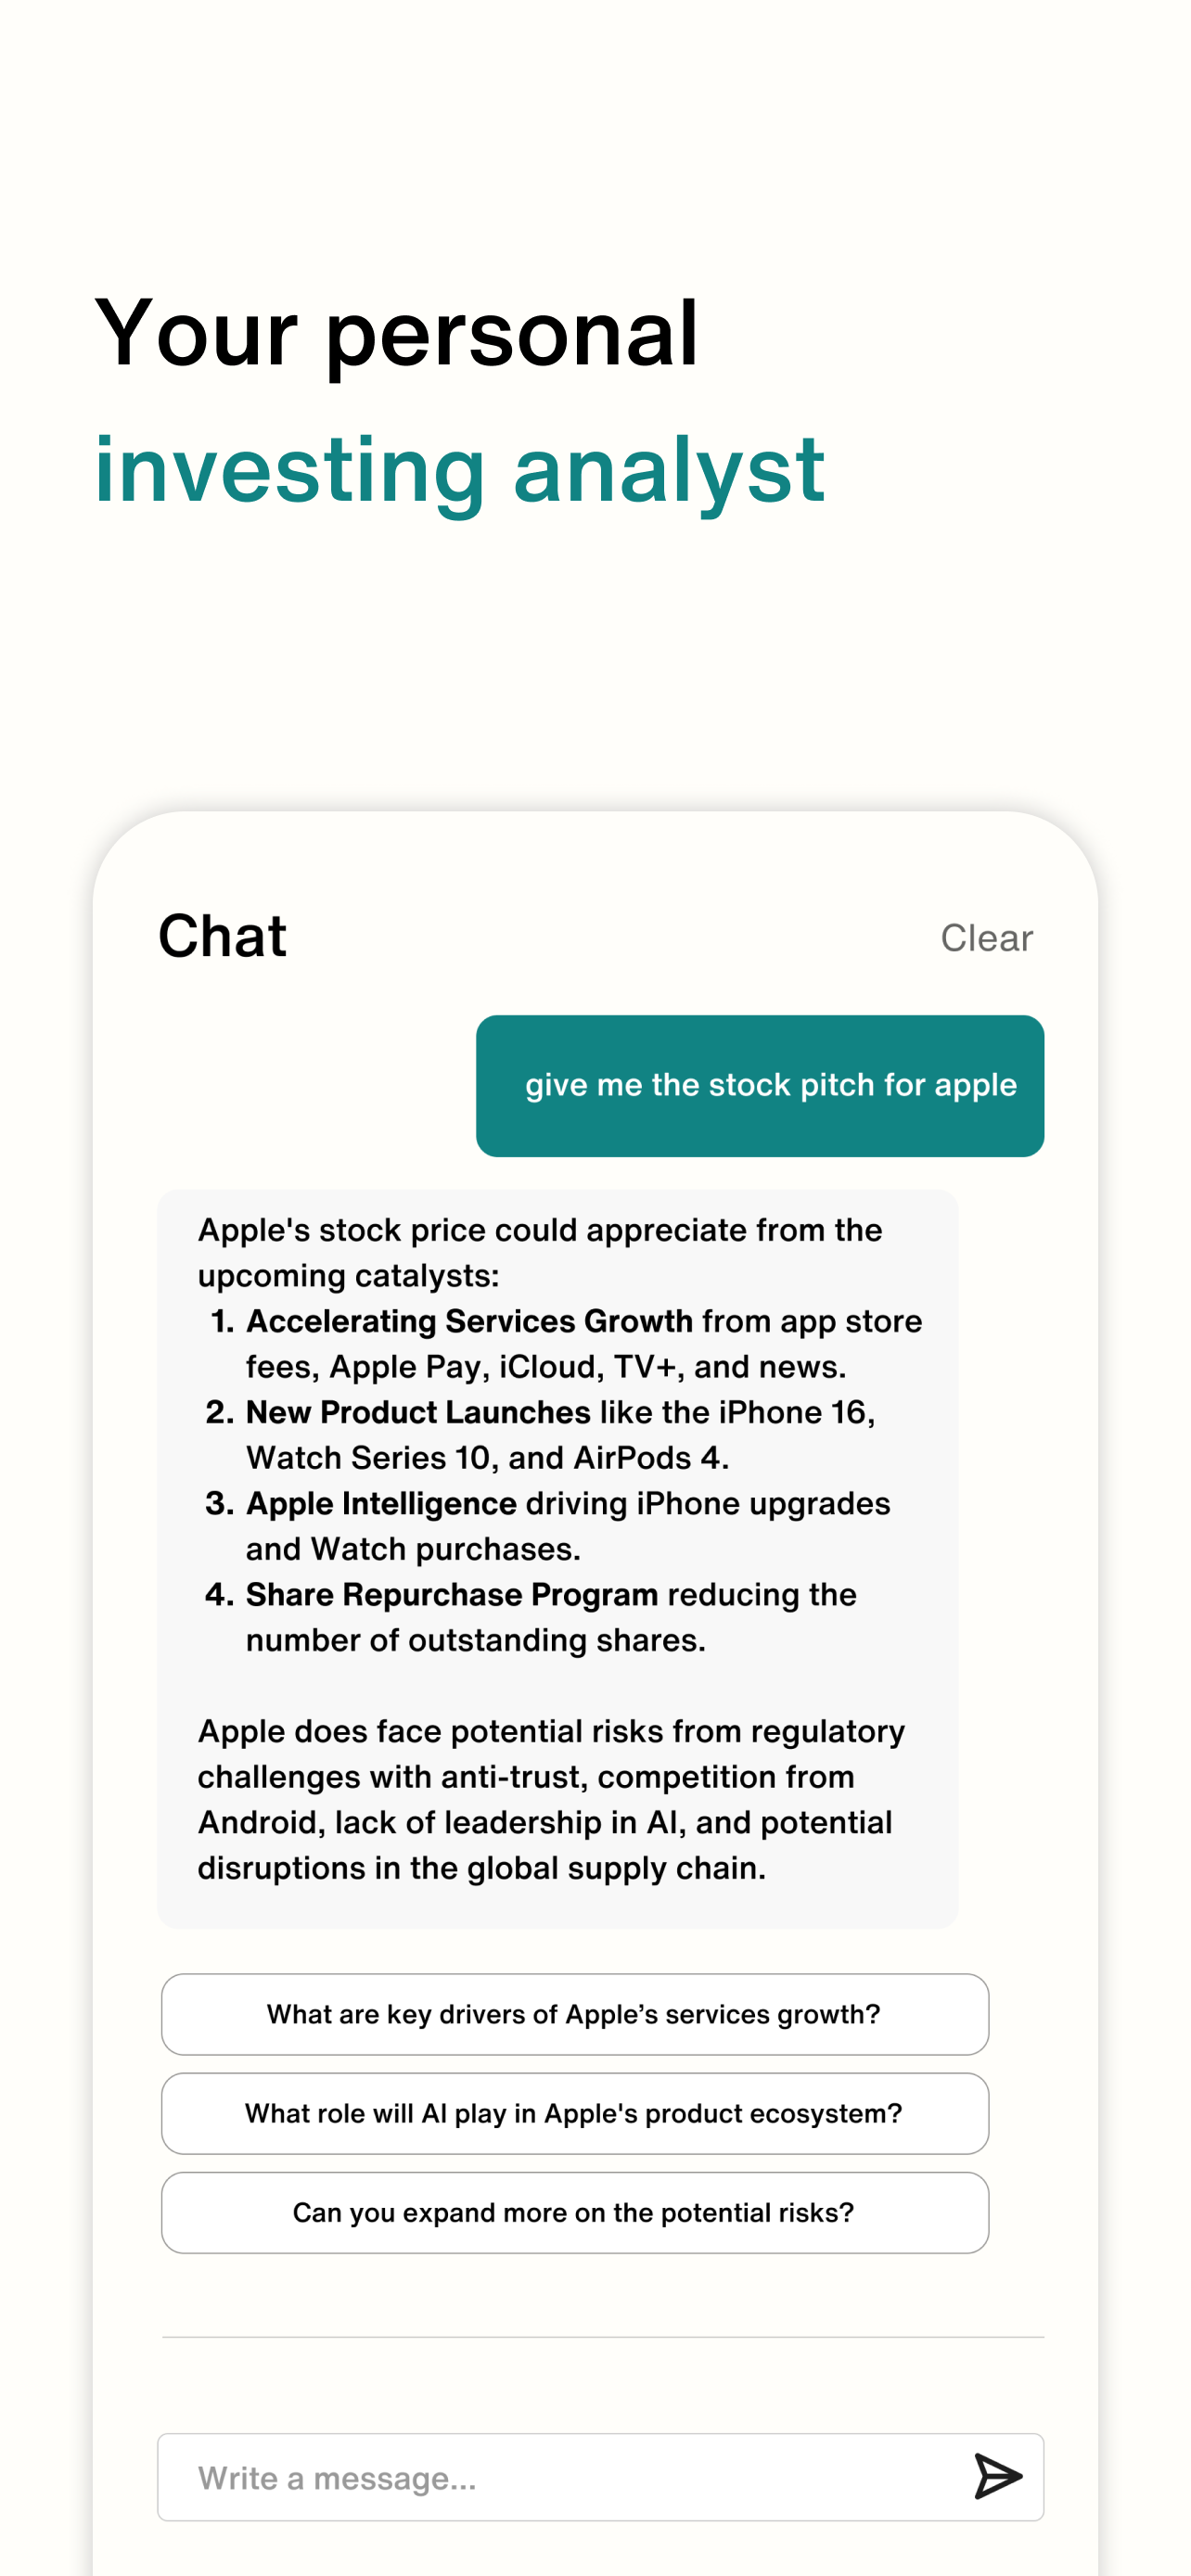 Your personal
investing analyst
Chat
Clear
give me the stock pitch for apple
Apple's stock price could appreciate from the
upcoming catalysts:
1. Accelerating Services Growth from app store
fees, Apple Pay, iCloud, TV+, and news.
2. New Product Launches like the iPhone 16,
Watch Series 10, and AirPods 4.
3. Apple Intelligence driving iPhone upgrades
and Watch purchases.
4. Share Repurchase Program reducing the
number of outstanding shares.
Apple does face potential risks from regulatory
challenges with anti-trust, competition from
Android, lack of leadership in AI, and potential
disruptions in the global supply chain.
What are key drivers of Apple’s services growth?
What role will AI play in Apple's product ecosystem?
Can you expand more on the potential risks?
Write a message...